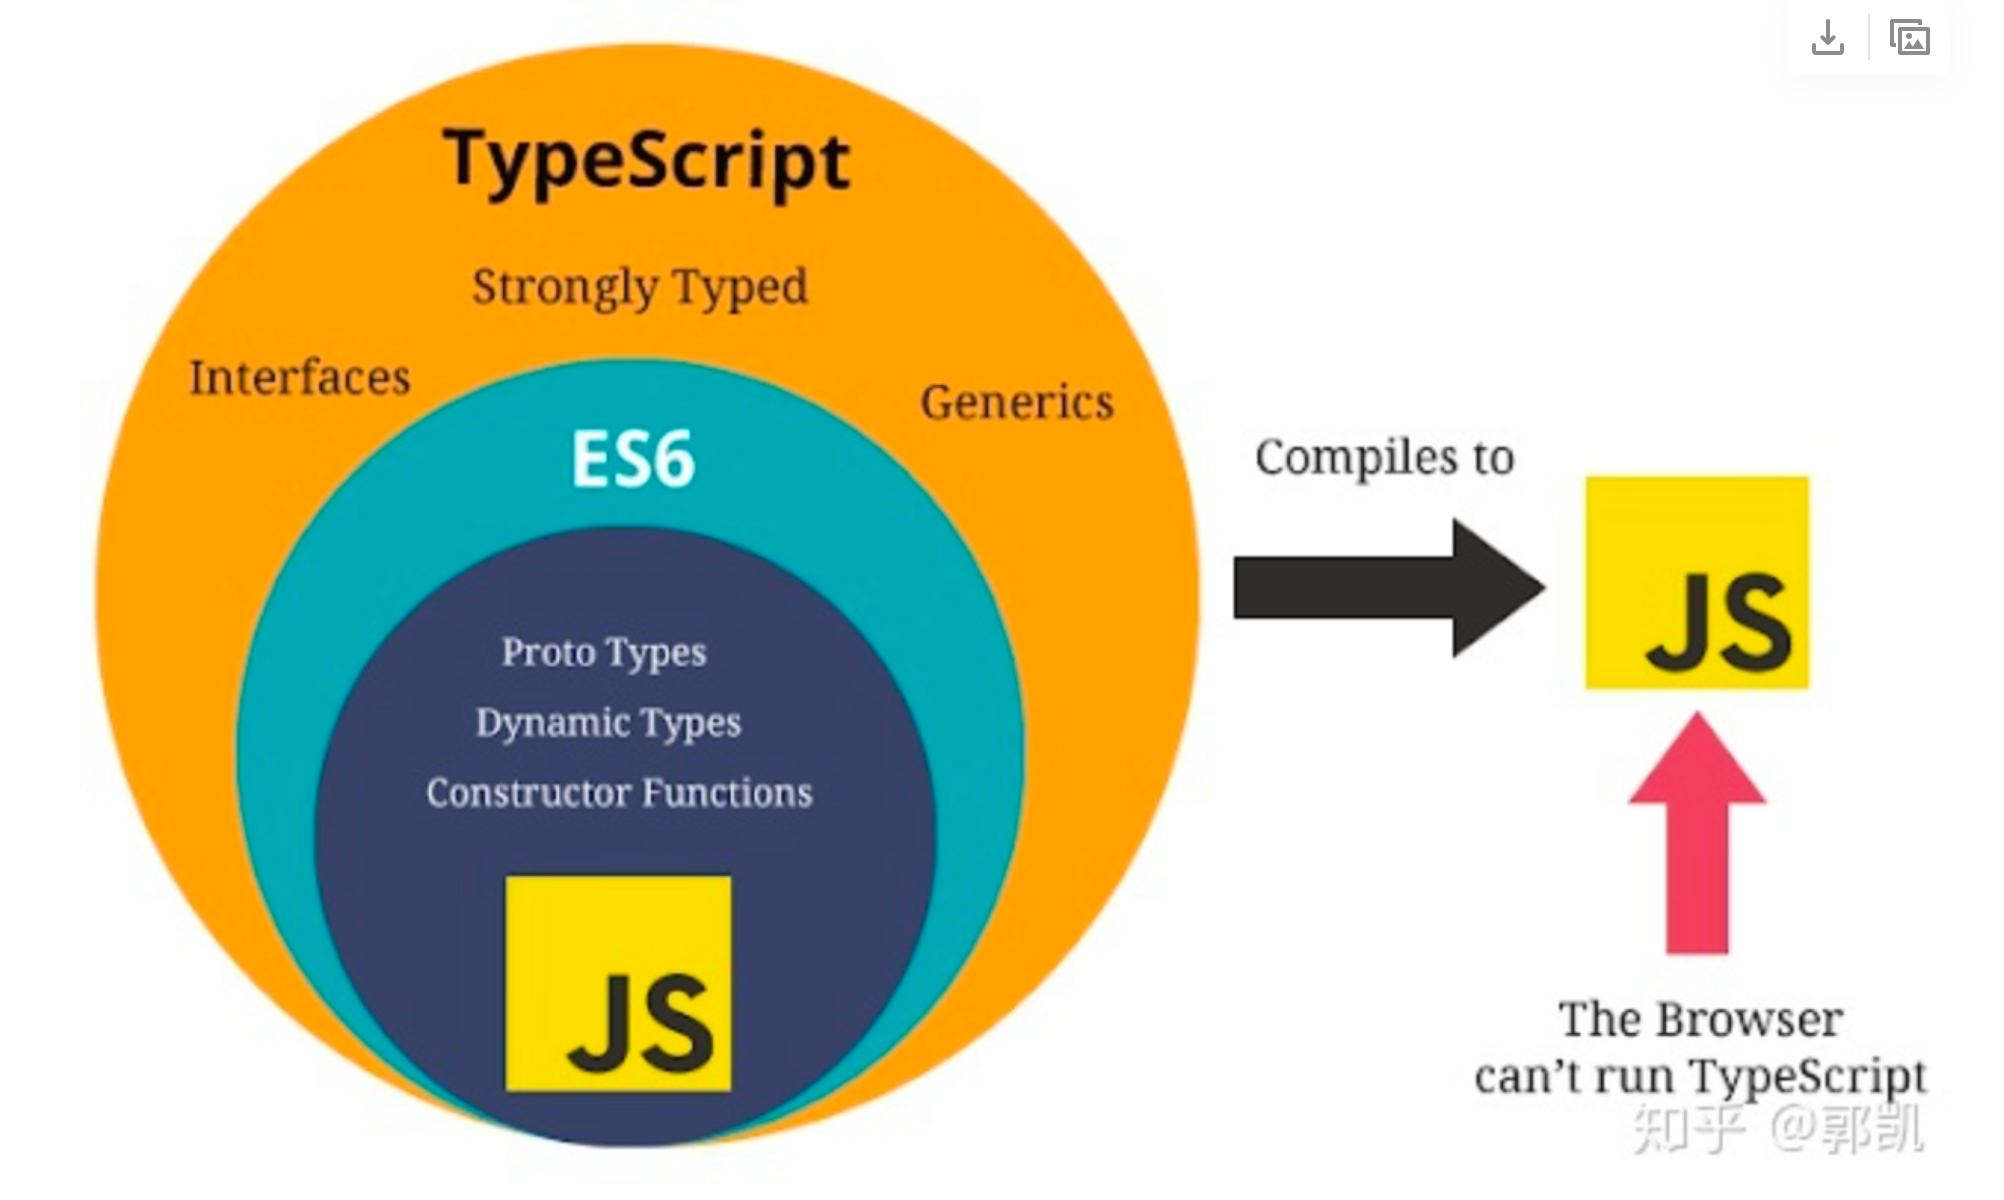 TypeScript
Strongly Typed
Interfaces
Generics
ES6
Proto Types
Dynamic Types
Constructor Functions
JS
Compiles to
JS
The Browser
can't run TypeScript
知乎 @郭凯